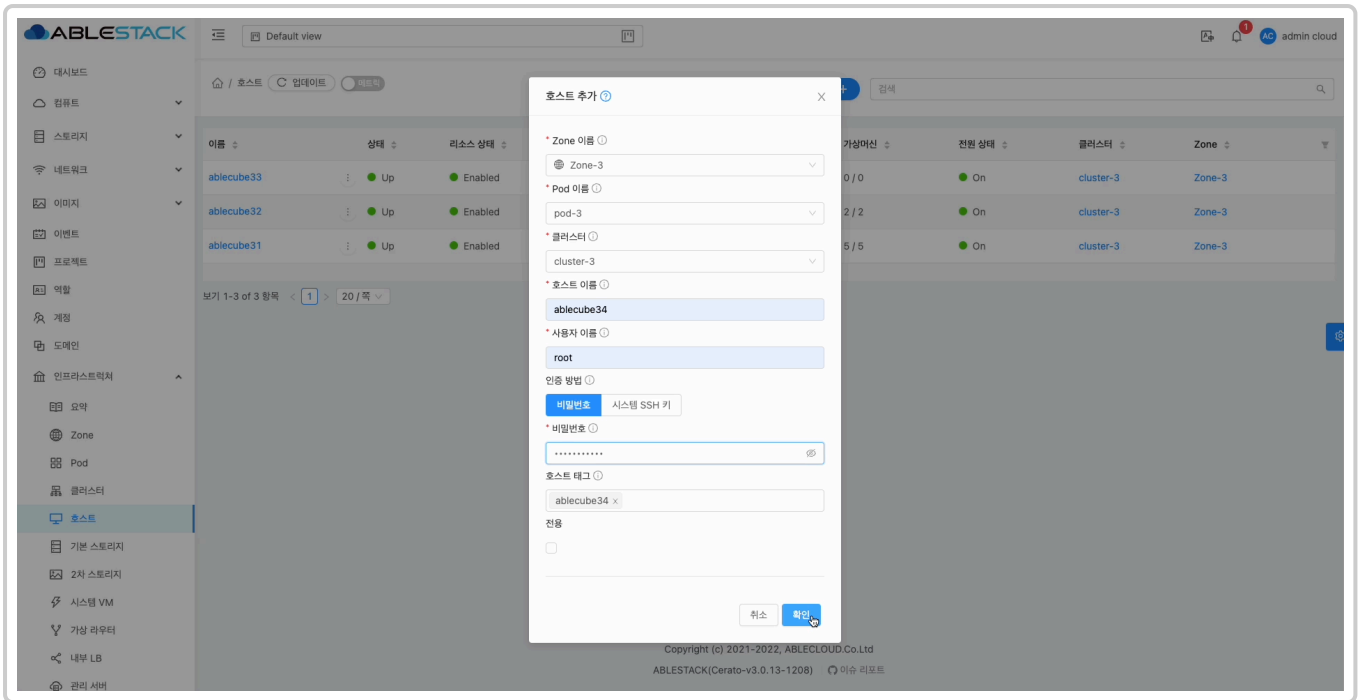 ABLESTACK
Default view
1
AC admin cloud
대시보드
컴퓨트
스토리지
네트워크
이미지
이벤트
프로젝트
역할
계정
도메인
인프라스트럭쳐
요약
Zone
Pod
클러스터
호스트
기본 스토리지
2차 스토리지
시스템 VM
가상 라우터
내부 LB
관리 서버
/ 호스트 업데이트 메트릭
+ 검색
이름 상태 리소스 상태 가상머신 전원 상태 클러스터 Zone
ablecube33 Up Enabled 0 / 0 On cluster-3 Zone-3
ablecube32 Up Enabled 2 / 2 On cluster-3 Zone-3
ablecube31 Up Enabled 5 / 5 On cluster-3 Zone-3
보기 1-3 of 3 항목 < 1 > 20 / 쪽
호스트 추가
* Zone 이름
Zone-3
* Pod 이름
pod-3
* 클러스터
cluster-3
* 호스트 이름
ablecube34
* 사용자 이름
root
인증 방법
비밀번호 시스템 SSH 키
* 비밀번호
···········
호스트 태그
ablecube34 ×
전용
취소 확인
Copyright (c) 2021-2022, ABLECLOUD.Co.Ltd
ABLESTACK(Cerato-v3.0.13-1208) 이슈 리포트